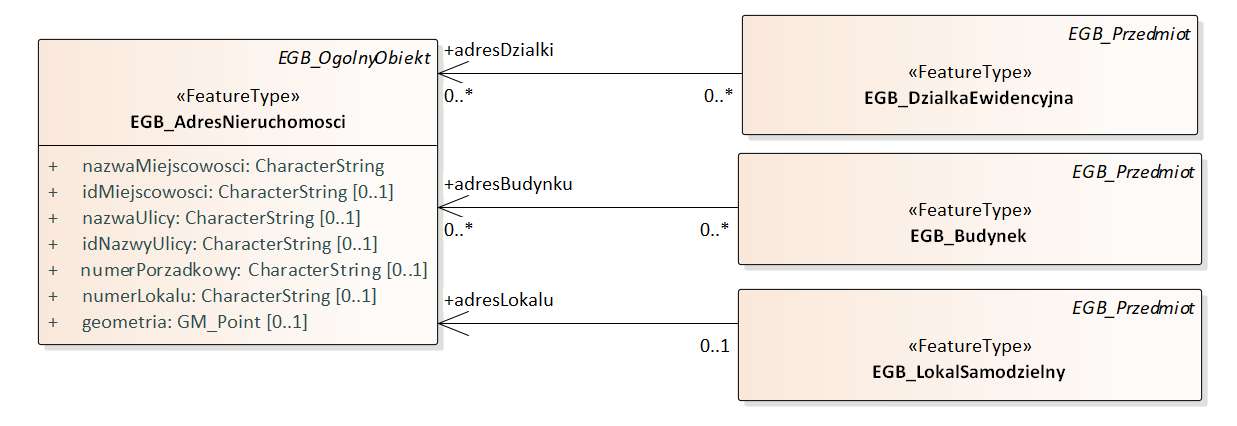 EGB_OgolnyObiekt
«FeatureType»
EGB_AdresNieruchomosci
+ nazwaMiejscowosci: CharacterString
+ idMiejscowosci: CharacterString [0..1]
+ nazwaUlicy: CharacterString [0..1]
+ idNazwyUlicy: CharacterString [0..1]
+ numerPorzadkowy: CharacterString [0..1]
+ numerLokalu: CharacterString [0..1]
+ geometria: GM_Point [0..1]
+adresDzialki
0..*
0..*
EGB_Przedmiot
«FeatureType»
EGB_DzialkaEwidencyjna
+adresBudynku
0..*
0..*
EGB_Przedmiot
«FeatureType»
EGB_Budynek
+adresLokalu
0..1
EGB_Przedmiot
«FeatureType»
EGB_LokalSamodzielny